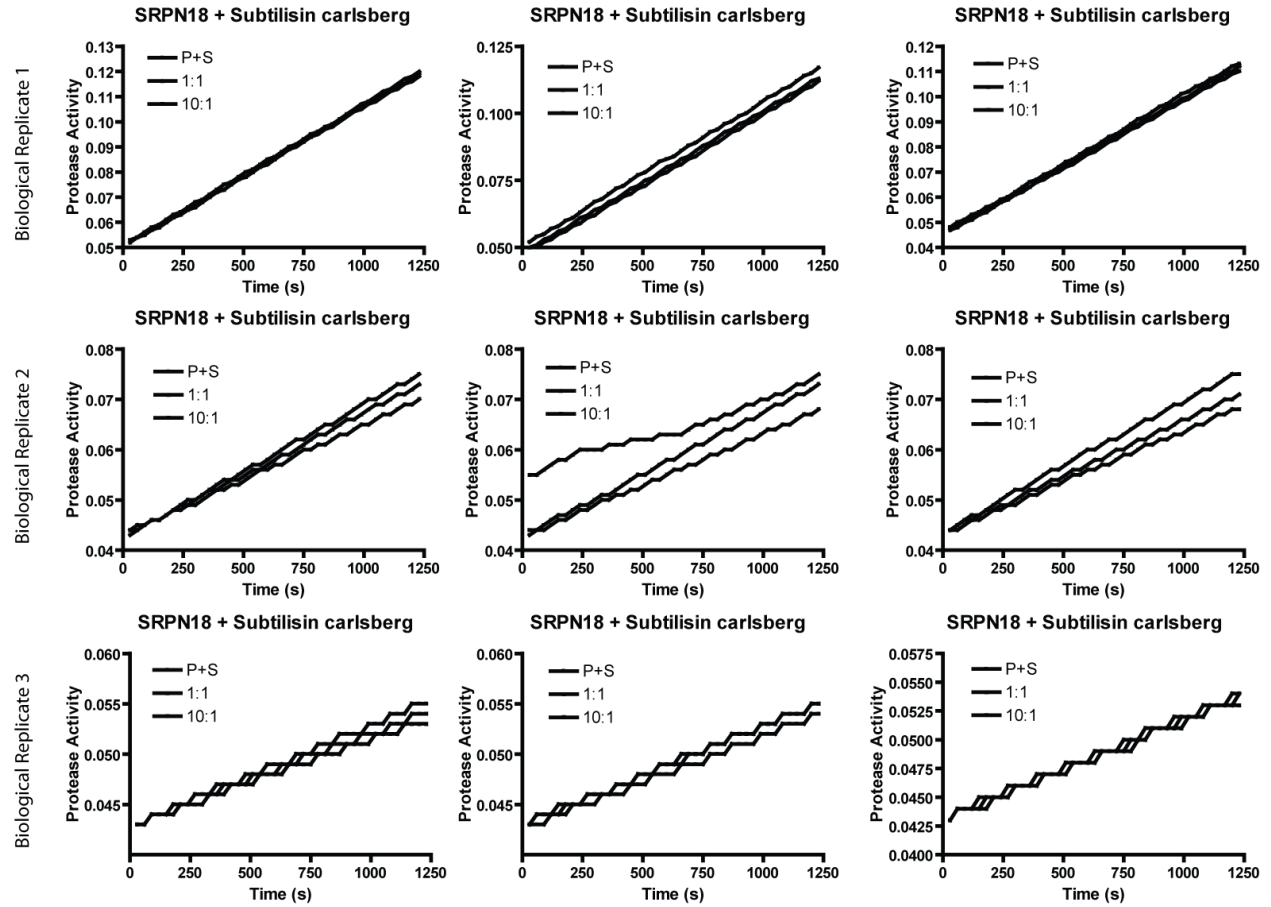 SRPN18 + Subtilisin carlsberg
SRPN18 + Subtilisin carlsberg
SRPN18 + Subtilisin carlsberg
Biological Replicate 1
Protease Activity
0.13
0.12
0.11
0.10
0.09
0.08
0.07
0.06
0.05
P+S
1:1
10:1
0 250 500 750 1000 1250
Time (s)
Protease Activity
0.125
0.100
0.075
0.050
P+S
1:1
10:1
0 250 500 750 1000 1250
Time (s)
Protease Activity
0.12
0.11
0.10
0.09
0.08
0.07
0.06
0.05
0.04
P+S
1:1
10:1
0 250 500 750 1000 1250
Time (s)
SRPN18 + Subtilisin carlsberg
SRPN18 + Subtilisin carlsberg
SRPN18 + Subtilisin carlsberg
Biological Replicate 2
Protease Activity
0.08
0.07
0.06
0.05
0.04
P+S
1:1
10:1
0 250 500 750 1000 1250
Time (s)
Protease Activity
0.08
0.07
0.06
0.05
0.04
P+S
1:1
10:1
0 250 500 750 1000 1250
Time (s)
Protease Activity
0.08
0.07
0.06
0.05
0.04
P+S
1:1
10:1
0 250 500 750 1000 1250
Time (s)
SRPN18 + Subtilisin carlsberg
SRPN18 + Subtilisin carlsberg
SRPN18 + Subtilisin carlsberg
Biological Replicate 3
Protease Activity
0.060
0.055
0.050
0.045
P+S
1:1
10:1
0 250 500 750 1000 1250
Time (s)
Protease Activity
0.060
0.055
0.050
0.045
P+S
1:1
10:1
0 250 500 750 1000 1250
Time (s)
Protease Activity
0.0575
0.0550
0.0525
0.0500
0.0475
0.0450
0.0425
0.0400
P+S
1:1
10:1
0 250 500 750 1000 1250
Time (s)